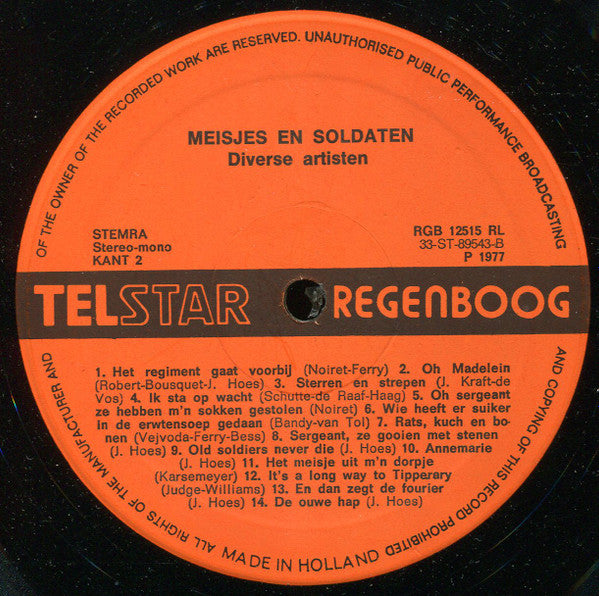 ALL RIGHTS OF THE MANUFACTURER AND OF THE OWNER OF THE RECORDED WORK ARE RESERVED. UNAUTHORISED PUBLIC PERFORMANCE BROADCASTING AND COPYING OF THIS RECORD PROHIBITED
MEISJES EN SOLDATEN
Diverse artisten
STEMRA
Stereo-mono
KANT 2
RGB 12515 RL
33-ST-89543-B
P 1977
TELSTAR REGENBOOG
1. Het regiment gaat voorbij (Noiret-Ferry) 2. Oh Madelein
(Robert-Bousquet-J. Hoes) 3. Sterren en strepen (J. Kraft-de
Vos) 4. Ik sta op wacht (Schutte-de Raaf-Haag) 5. Oh sergeant
ze hebben m'n sokken gestolen (Noiret) 6. Wie heeft er suiker
in de erwtensoep gedaan (Bandy-van Tol) 7. Rats, kuch en bo-
nen (Vejvoda-Ferry-Bess) 8. Sergeant, ze gooien met stenen
(J. Hoes) 9. Old soldiers never die (J. Hoes) 10. Annemarie
(J. Hoes) 11. Het meisje uit m'n dorpje
(Karsemeyer) 12. It's a long way to Tipperary
(Judge-Williams) 13. En dan zegt de fourier
(J. Hoes) 14. De ouwe hap (J. Hoes)
MADE IN HOLLAND